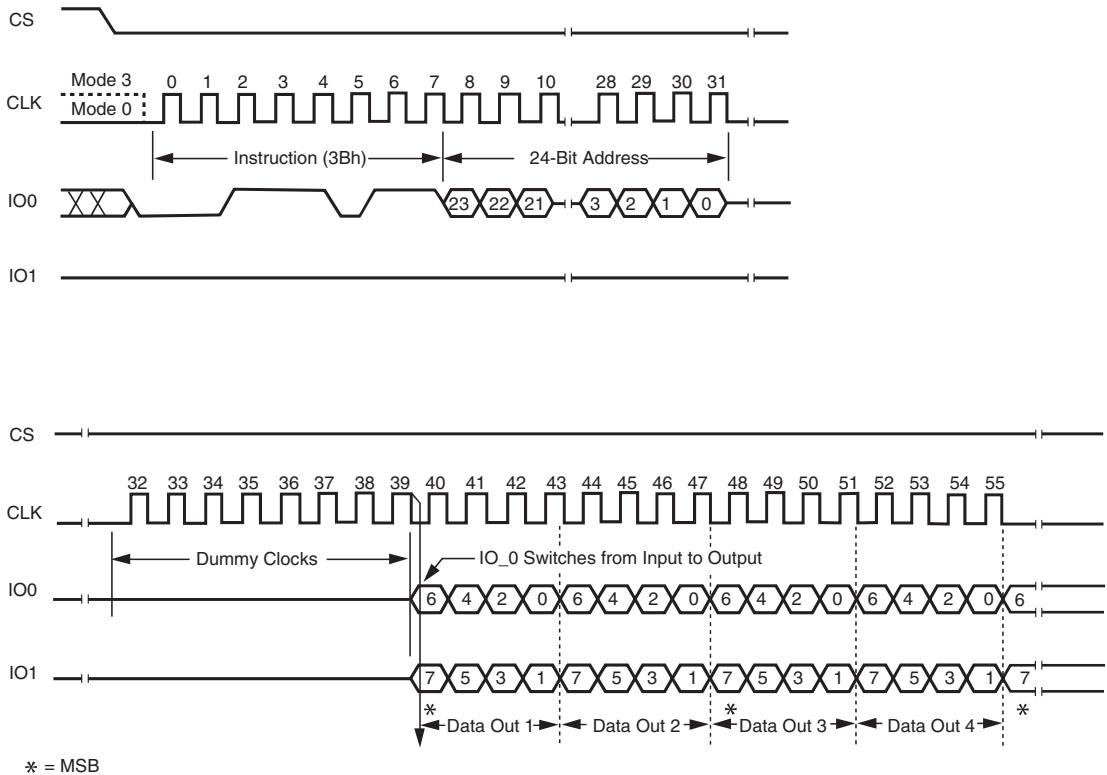 CS
Mode 3 0 1 2 3 4 5 6 7 8 9 10 28 29 30 31
CLK
Mode 0
Instruction (3Bh) 24-Bit Address
IO0 23 22 21 3 2 1 0
IO1
CS
32 33 34 35 36 37 38 39 40 41 42 43 44 45 46 47 48 49 50 51 52 53 54 55
CLK
Dummy Clocks IO_0 Switches from Input to Output
IO0 6 4 2 0 6 4 2 0 6 4 2 0 6 4 2 0 6
IO1 7 5 3 1 7 5 3 1 7 5 3 1 7 5 3 1 7
* * *
Data Out 1 Data Out 2 Data Out 3 Data Out 4
* = MSB